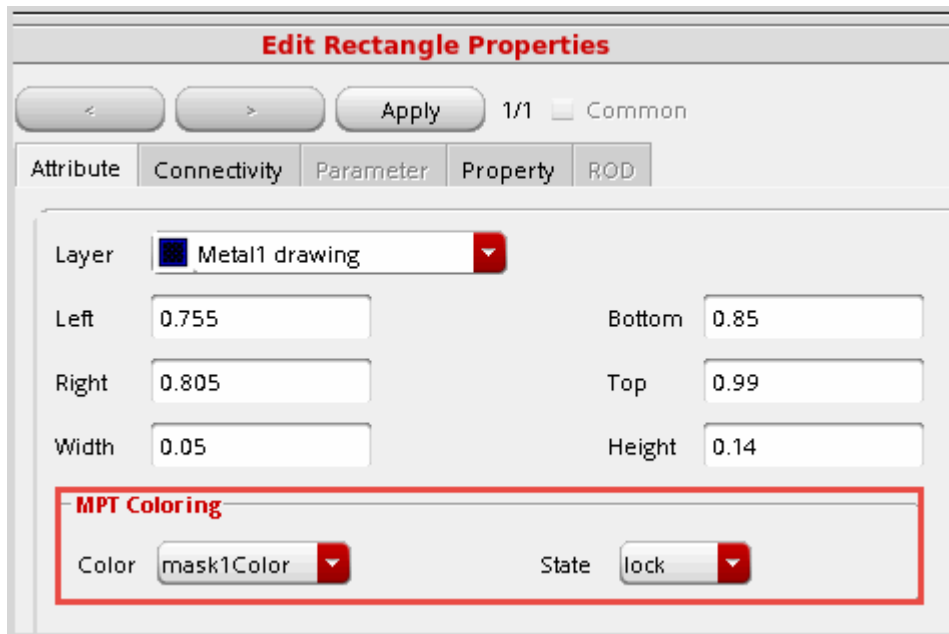 Edit Rectangle Properties
< > Apply 1/1 Common
Attribute Connectivity Parameter Property ROD
Layer Metal1 drawing
Left 0.755 Bottom 0.85
Right 0.805 Top 0.99
Width 0.05 Height 0.14
MPT Coloring
Color mask1Color State lock